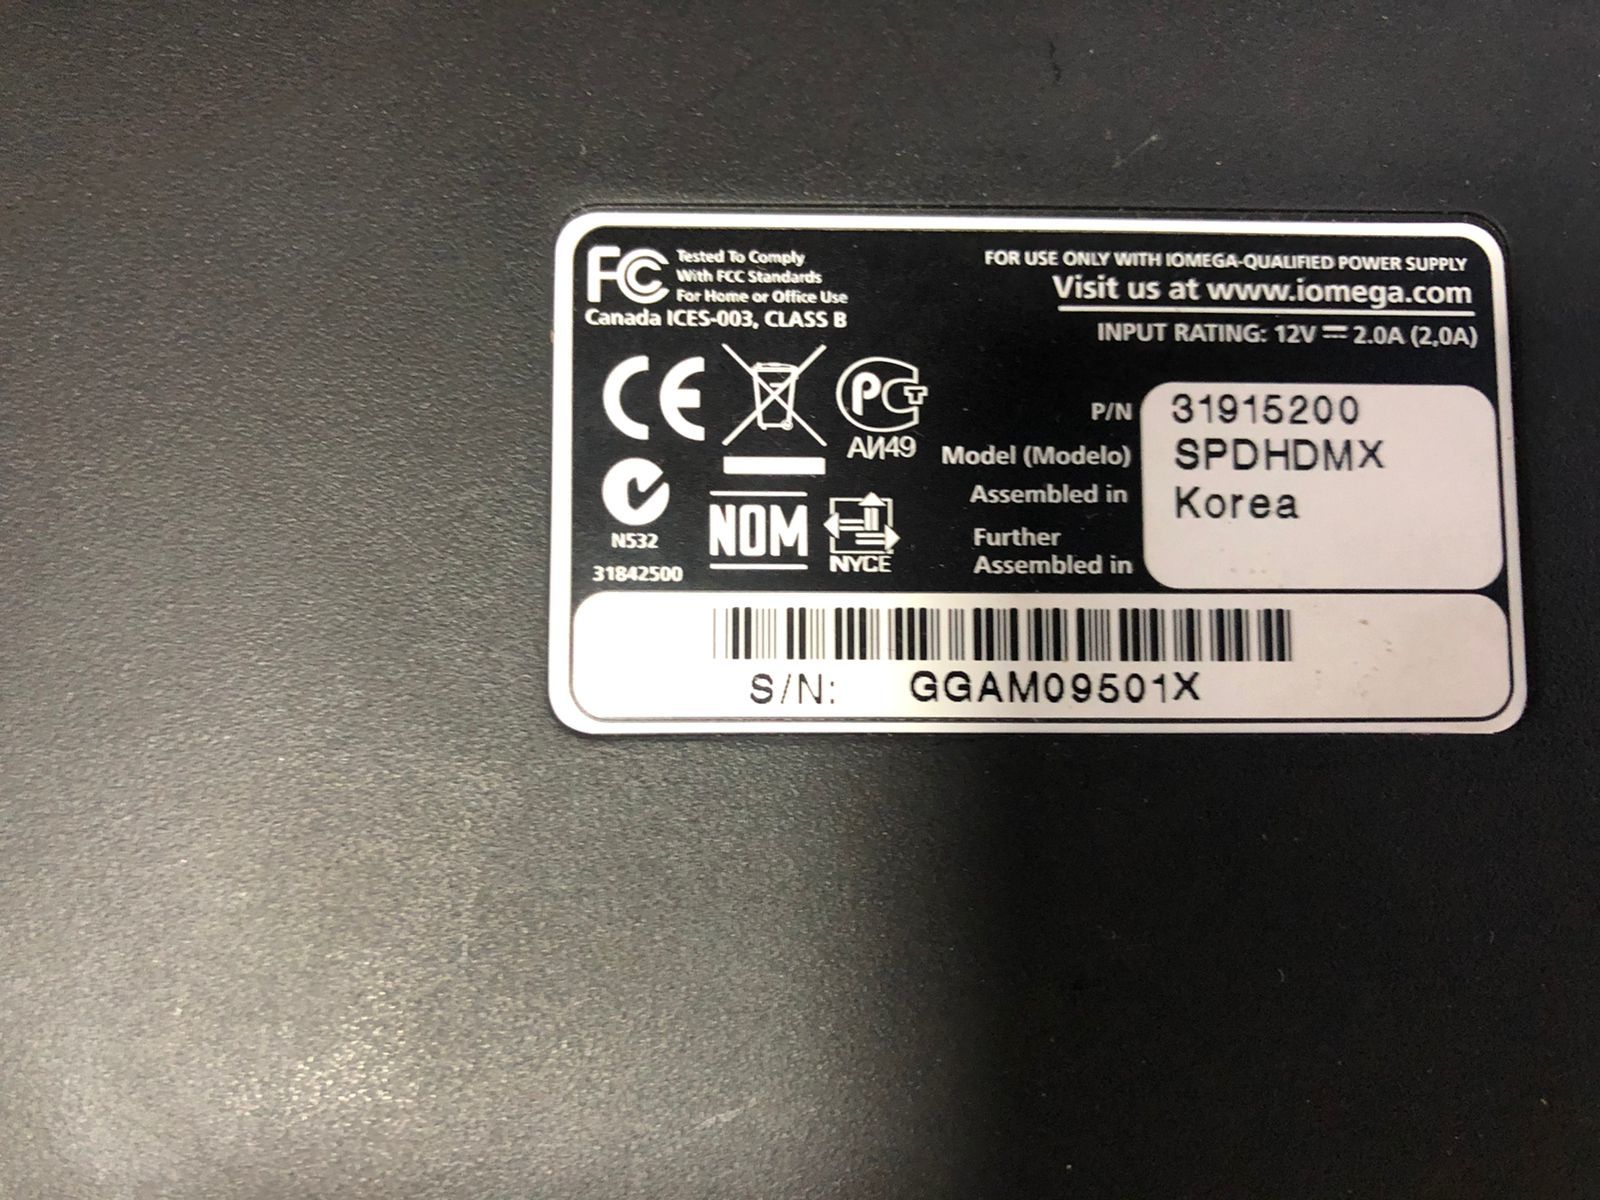 FC Tested To Comply
With FCC Standards
For Home or Office Use
Canada ICES-003, CLASS B
FOR USE ONLY WITH IOMEGA-QUALIFIED POWER SUPPLY
Visit us at www.iomega.com
INPUT RATING: 12V ⎓ 2.0A (2,0A)
CE
РСТ
АИ49
N532
31842500
NOM
NYCE
P/N 31915200
Model (Modelo) SPDHDMX
Assembled in Korea
Further
Assembled in
S/N: GGAM09501X